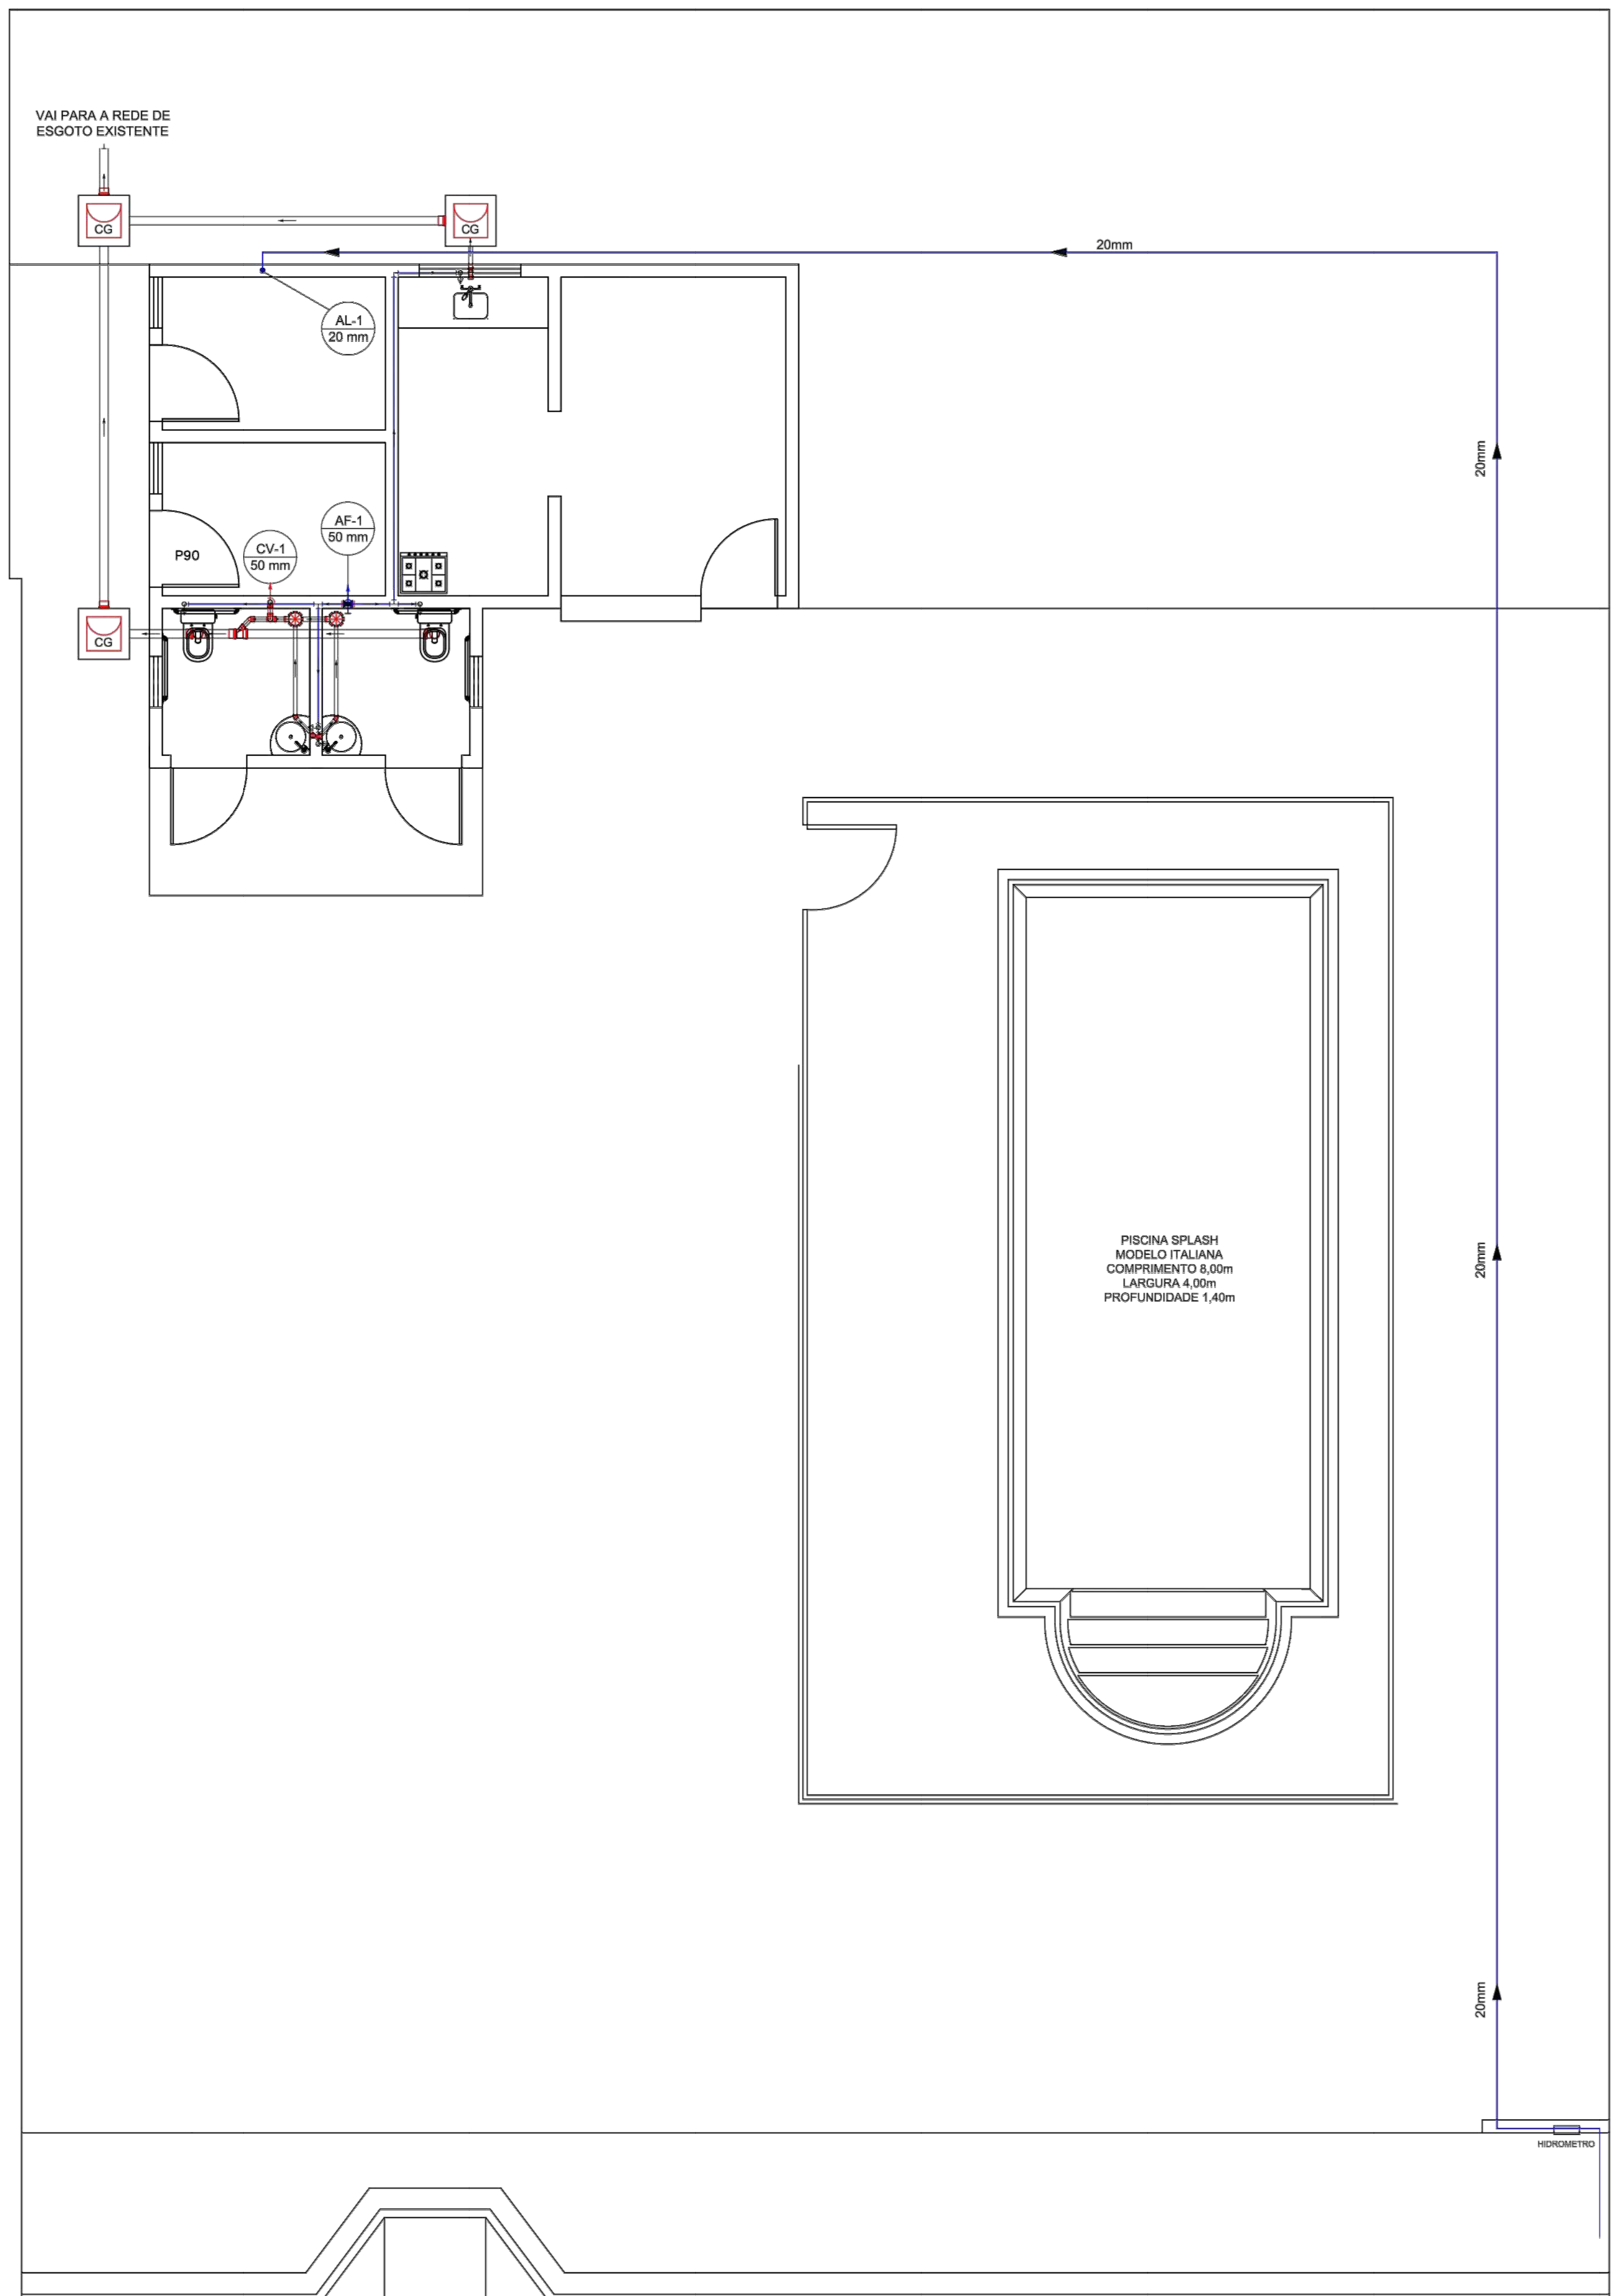 VAI PARA A REDE DE
ESGOTO EXISTENTE
CG
CG
20mm
AL-1
20 mm
20mm
AF-1
50 mm
CV-1
50 mm
P90
CG
PISCINA SPLASH
MODELO ITALIANA
COMPRIMENTO 8,00m
LARGURA 4,00m
PROFUNDIDADE 1,40m
20mm
20mm
HIDROMETRO